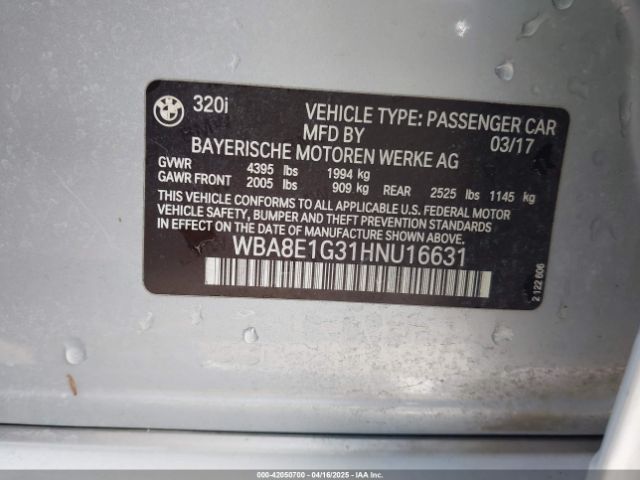 320i
VEHICLE TYPE: PASSENGER CAR
MFD BY 03/17
BAYERISCHE MOTOREN WERKE AG
GVWR 4395 lbs 1994 kg
GAWR FRONT 2005 lbs 909 kg REAR 2525 lbs 1145 kg
THIS VEHICLE CONFORMS TO ALL APPLICABLE U.S. FEDERAL MOTOR
VEHICLE SAFETY, BUMPER AND THEFT PREVENTION STANDARDS
IN EFFECT ON THE DATE OF MANUFACTURE SHOWN ABOVE.
WBA8E1G31HNU16631
2 122 606
000-42050700 - 04/16/2025 - IAAI.CA